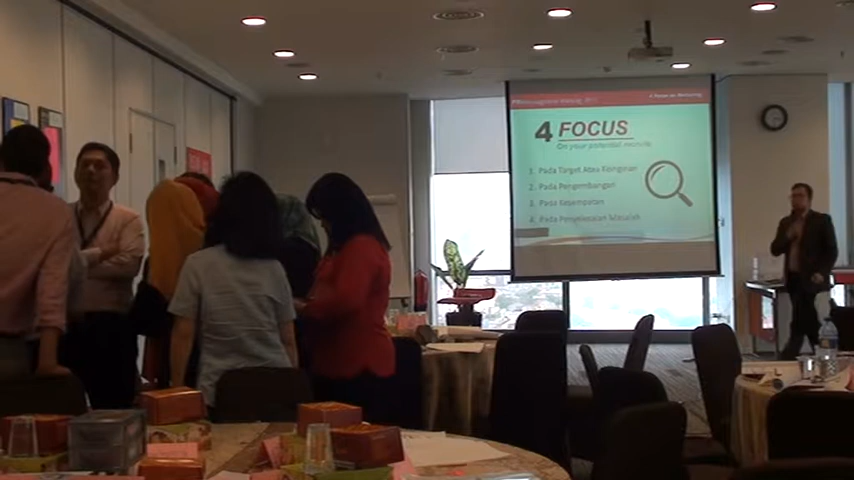 4 FOCUS
On your potential recruits
1. Pada Target Atau Keinginan
2. Pada Pengembangan
3. Pada Kesempatan
4. Pada Penyelesaian Masalah